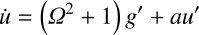 u̇ = (Ω² + 1) g′ + au′